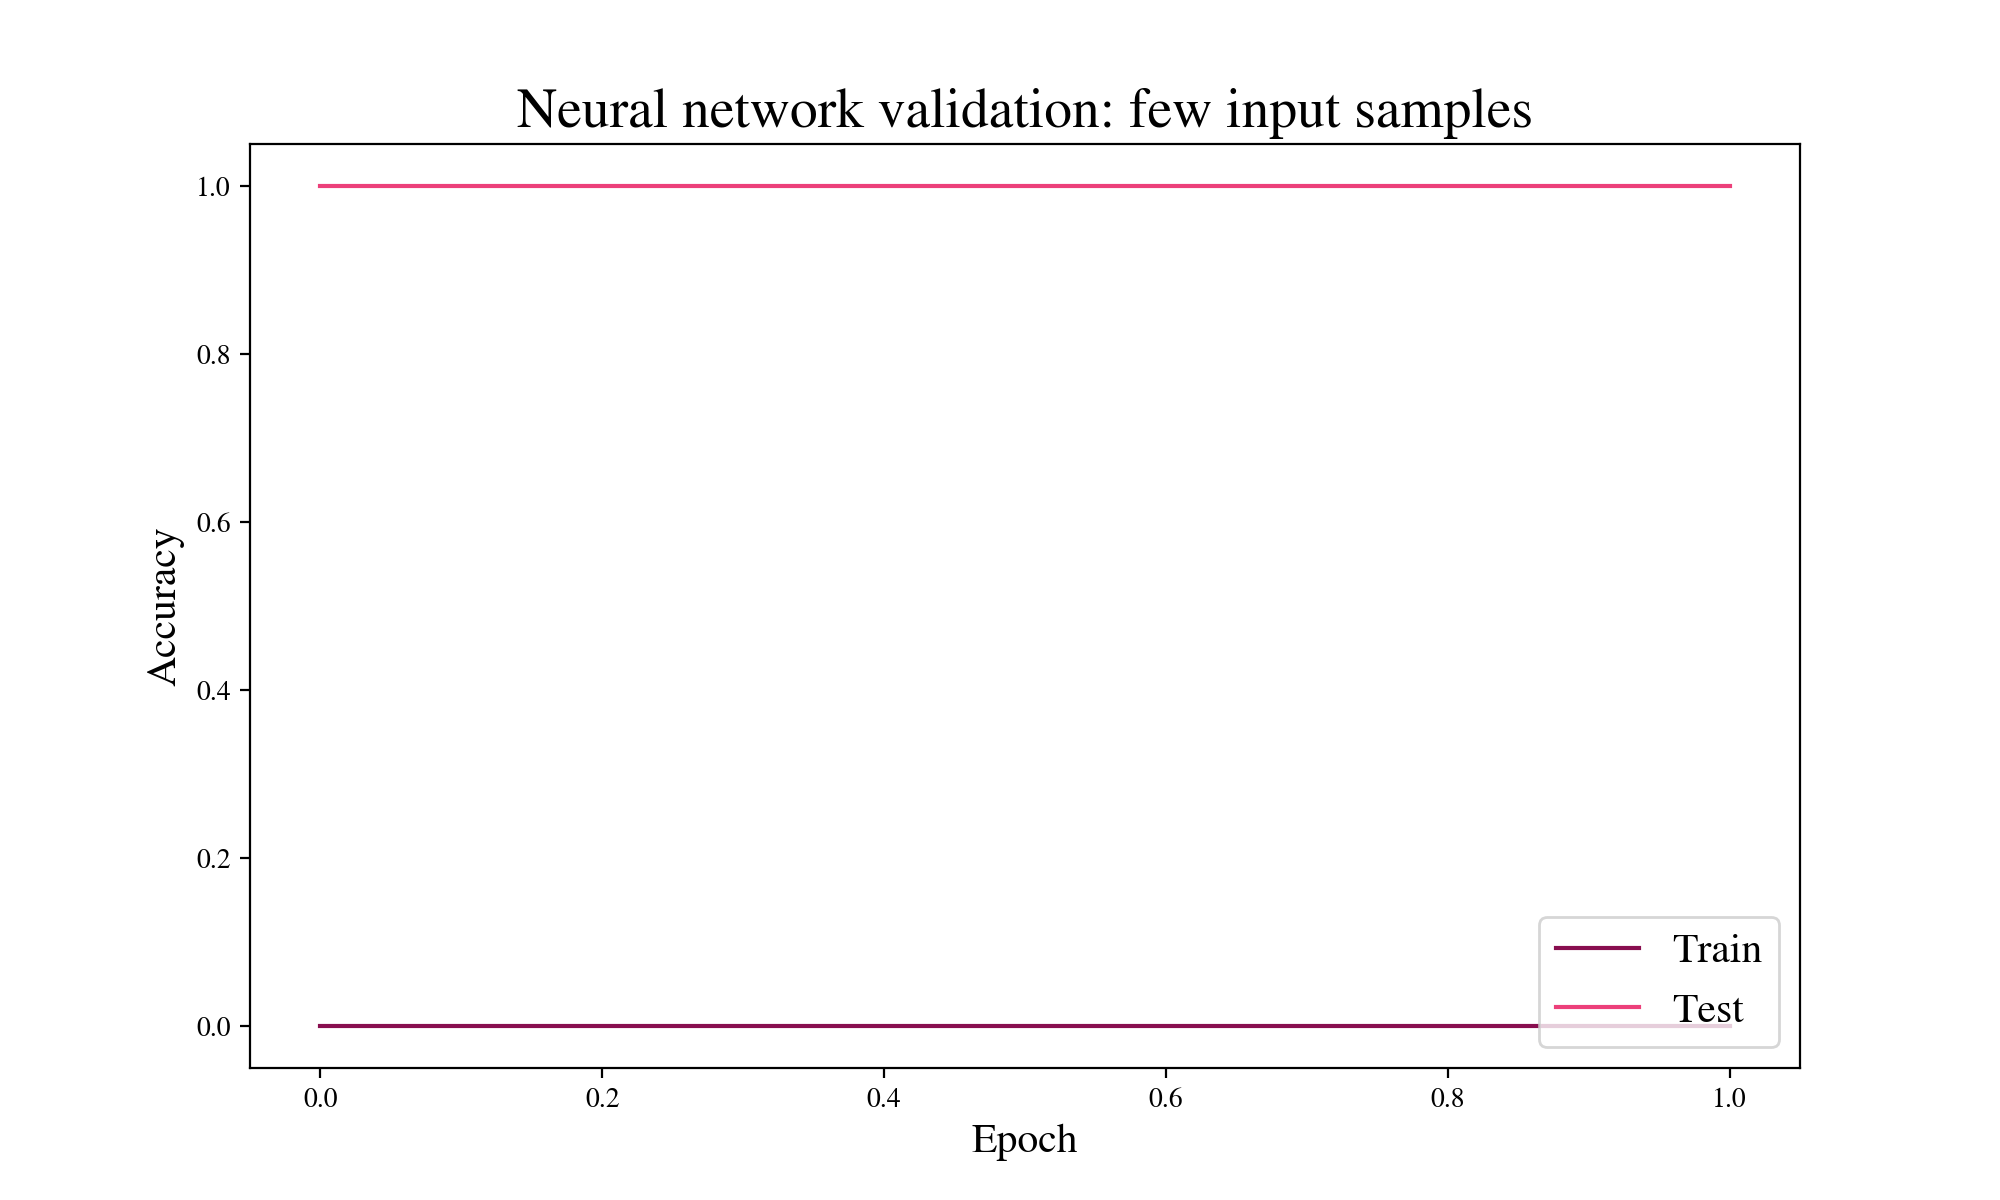 Neural network validation: few input samples
1.0
0.8
0.6
0.4
0.2
0.0
Accuracy
Train
Test
0.0 0.2 0.4 0.6 0.8 1.0
Epoch